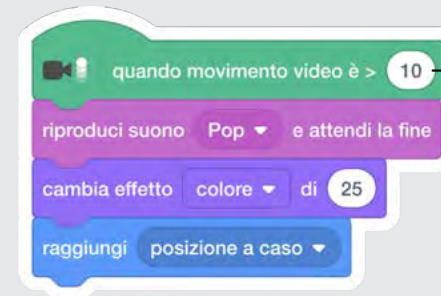 quando movimento video è > 10
riproduci suono Pop e attendi la fine
cambia effetto colore di 25
raggiungi posizione a caso